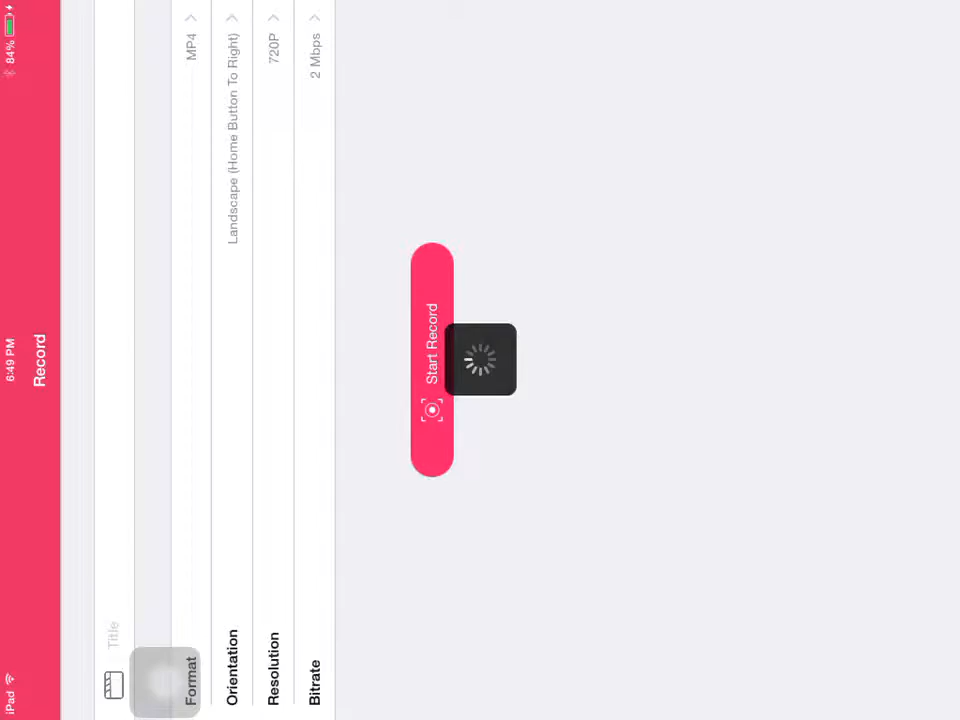 iPad 6:49 PM 84%
Record
Title
Format MP4
Orientation Landscape (Home Button To Right)
Resolution 720P
Bitrate 2 Mbps
Start Record